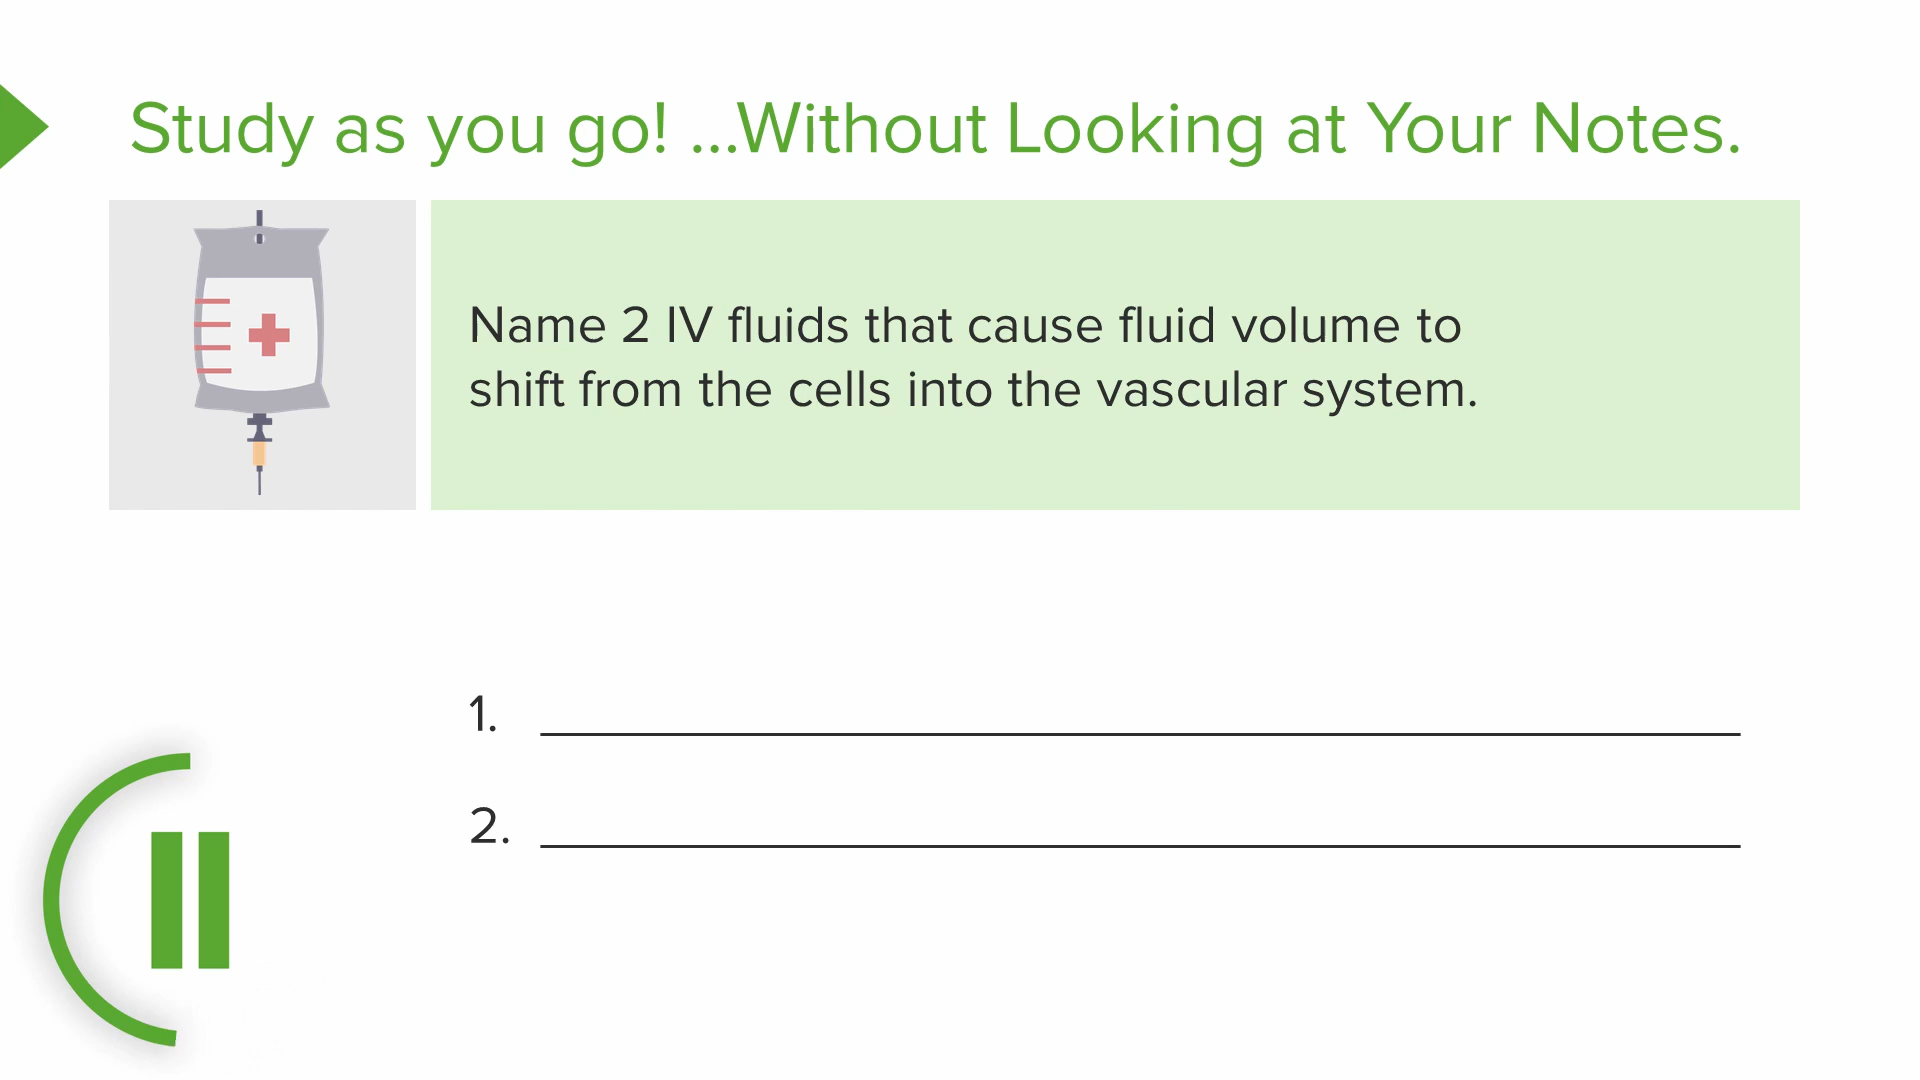 Study as you go! ...Without Looking at Your Notes.
Name 2 IV fluids that cause fluid volume to
shift from the cells into the vascular system.
1.
2.